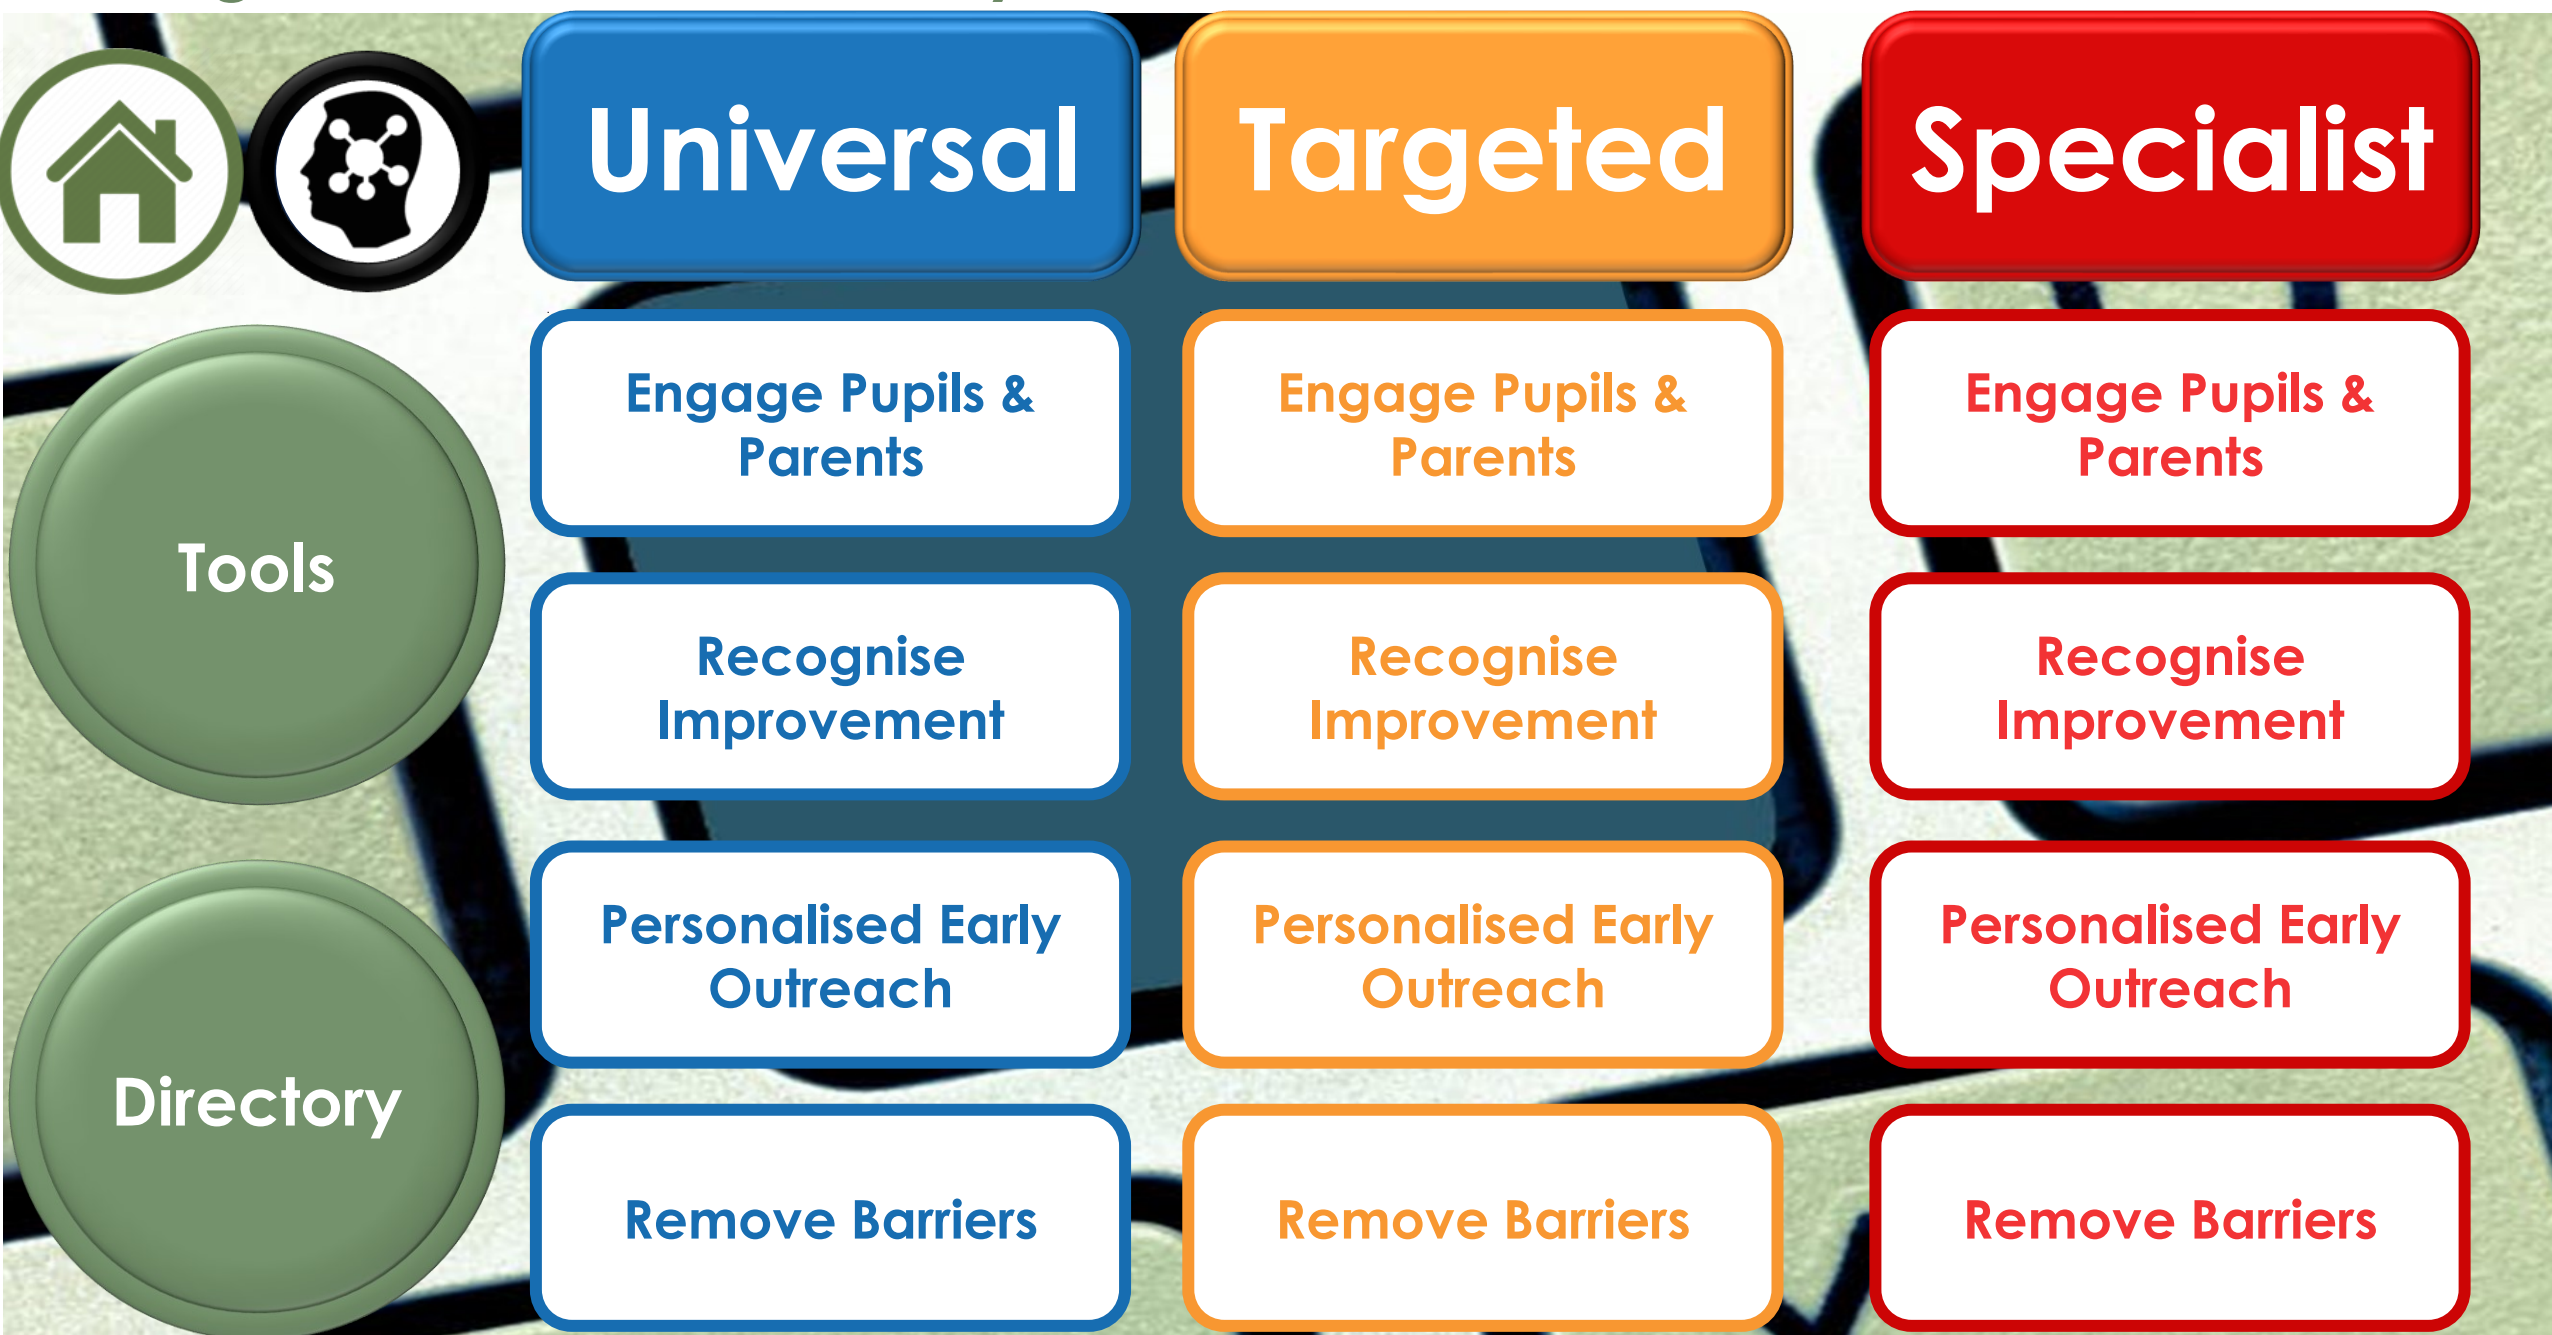 Universal
Targeted
Specialist
Tools
Directory
Engage Pupils &
Parents
Engage Pupils &
Parents
Engage Pupils &
Parents
Recognise
Improvement
Recognise
Improvement
Recognise
Improvement
Personalised Early
Outreach
Personalised Early
Outreach
Personalised Early
Outreach
Remove Barriers
Remove Barriers
Remove Barriers